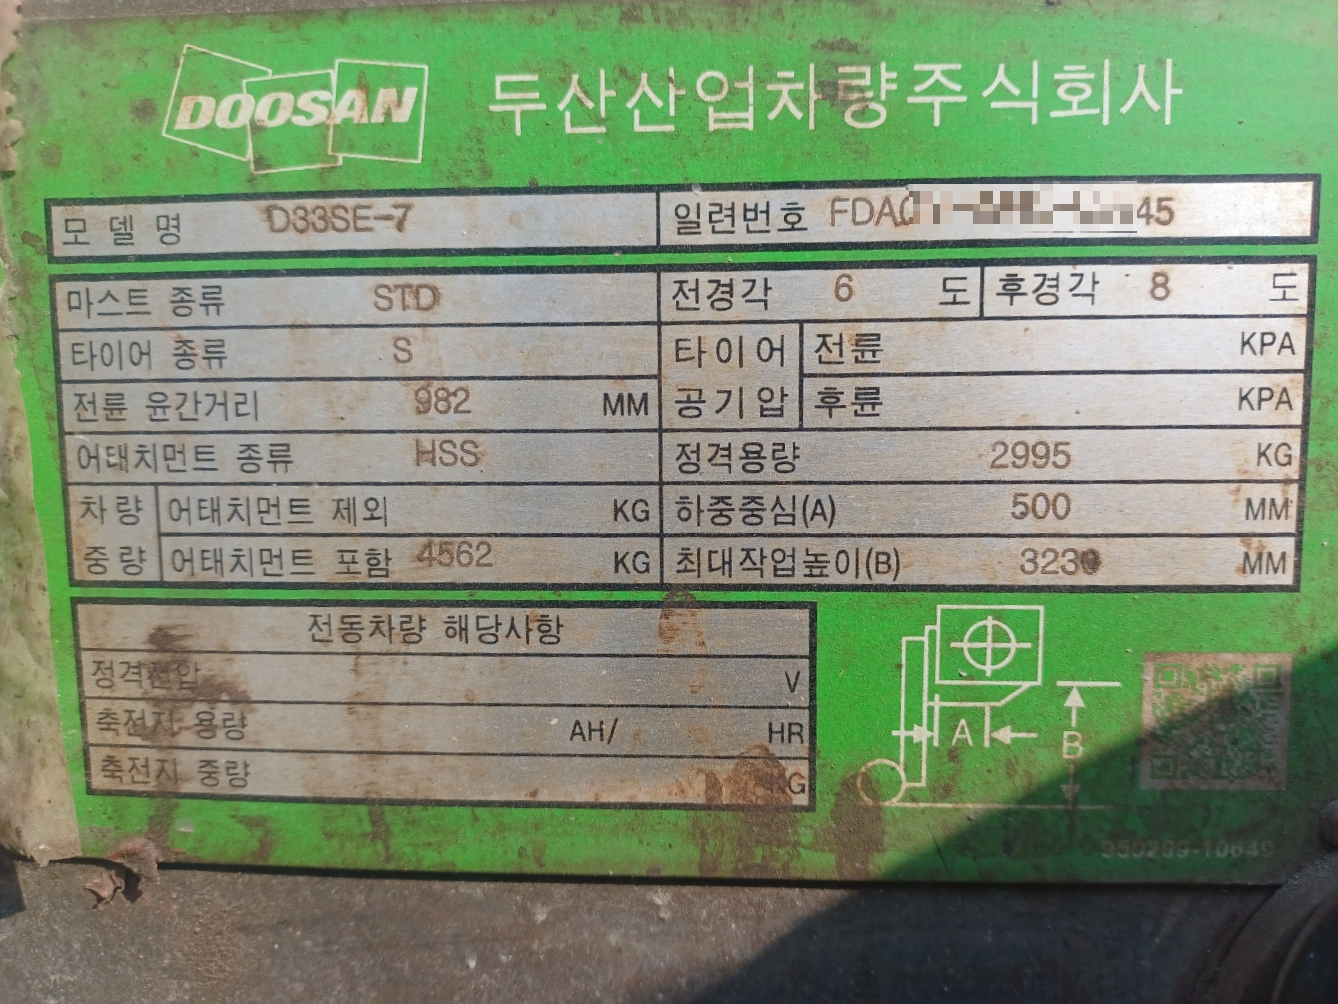 DOOSAN 두산산업차량주식회사
모델명 D33SE-7 일련번호 FDA 45
마스트 종류 STD 전경각 6 도 후경각 8 도
타이어 종류 S 타이어 전륜 KPA
전륜 윤간거리 982 MM 공기압 후륜 KPA
어태치먼트 종류 HSS 정격용량 2995 KG
차량 어태치먼트 제외 KG 하중중심(A) 500 MM
중량 어태치먼트 포함 4562 KG 최대작업높이(B) 3230 MM
전동차량 해당사항
정격전압 V
축전지 용량 AH/ HR
축전지 중량 KG
A
B